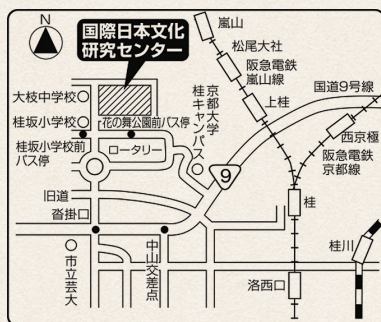 N
国際日本文化
研究センター
嵐山
松尾大社
阪急電鉄
嵐山線
上桂
国道9号線
大枝中学校
桂坂小学校
花の舞公園前バス停
桂坂小学校前
バス停
ロータリー
京都大学
桂キャンパス
西京極
阪急電鉄
京都線
9
旧道
沓掛口
桂
市立芸大
中山交差点
桂川
洛西口